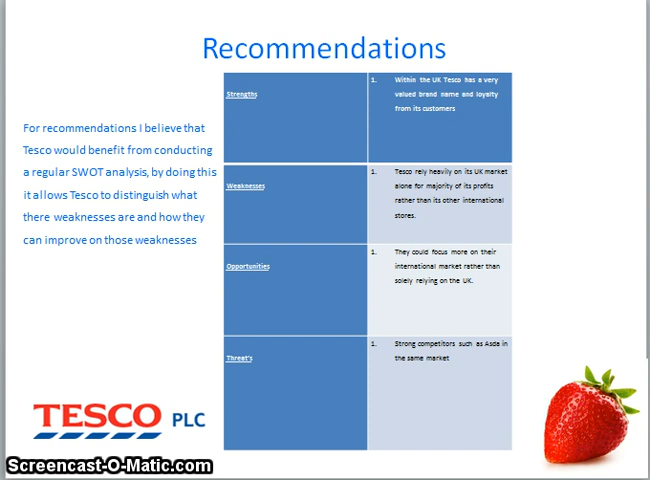 Recommendations
For recommendations I believe that
Tesco would benefit from conducting
a regular SWOT analysis, by doing this
it allows Tesco to distinguish what
there weaknesses are and how they
can improve on those weaknesses
Strengths
1. Within the UK Tesco has a very
valued brand name and loyalty
from its customers
Weaknesses
1. Tesco rely heavily on its UK market
alone for majority of its profits
rather than its other international
stores.
Opportunities
1. They could focus more on their
international market rather than
solely relying on the UK.
Threat's
1. Strong competitors such as Asda in
the same market
TESCO PLC
Screencast-O-Matic.com